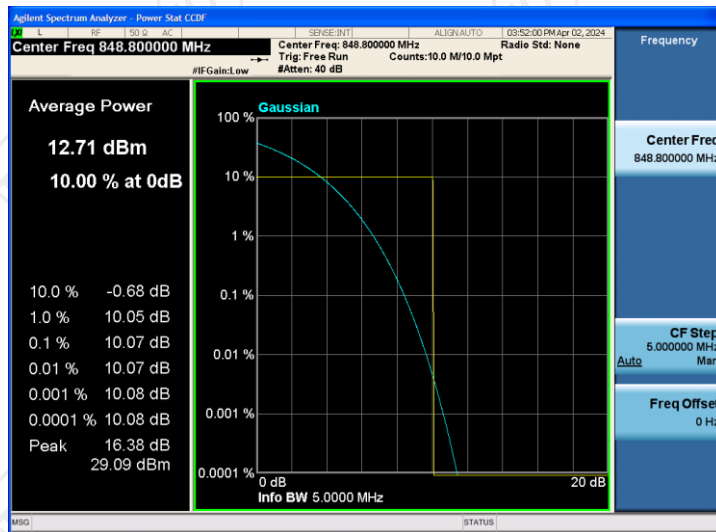 Agilent Spectrum Analyzer - Power Stat CCDF
L RF 50 Ω AC SENSE:INT ALIGN AUTO 03:52:00 PM Apr 02, 2024
Center Freq 848.800000 MHz
Center Freq: 848.800000 MHz Radio Std: None
Trig: Free Run Counts:10.0 M/10.0 Mpt
#IFGain:Low #Atten: 40 dB
Average Power
12.71 dBm
10.00 % at 0dB
10.0 % -0.68 dB
1.0 % 10.05 dB
0.1 % 10.07 dB
0.01 % 10.07 dB
0.001 % 10.08 dB
0.0001 % 10.08 dB
Peak 16.38 dB
29.09 dBm
Gaussian
100 %
10 %
1 %
0.1 %
0.01 %
0.001 %
0.0001 %
0 dB 20 dB
Info BW 5.0000 MHz
Frequency
Center Freq
848.800000 MHz
CF Step
5.000000 MHz
Auto Man
Freq Offset
0 Hz
MSG STATUS